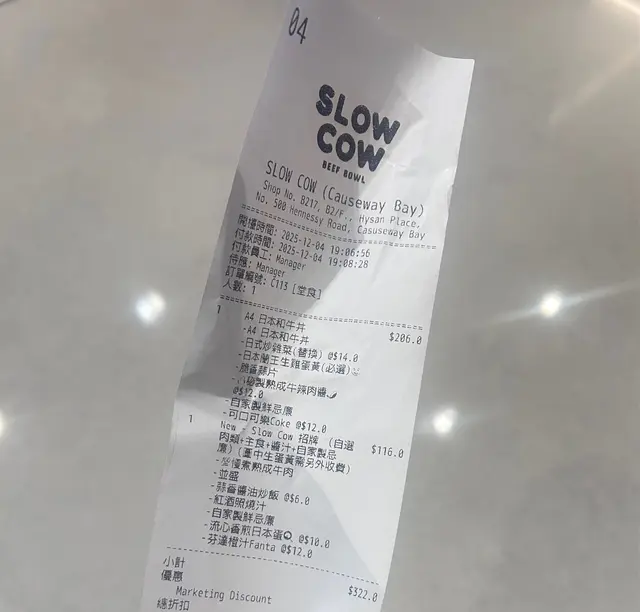 04
SLOW
COW
BEEF BOWL
SLOW COW (Causeway Bay)
Shop No. B217, B2/F., Hysan Place,
No. 500 Hennessy Road, Casuseway Bay
開檯時間: 2025-12-04 19:06:56
付款時間: 2025-12-04 19:08:28
付款員工: Manager
侍應: Manager
訂單編號: C113 [堂食]
人數: 1
1 A4 日本和牛丼 $206.0
-A4 日本和牛丼
-日式炒雜菜(替換) @$14.0
-日本蘭王生雞蛋黃(必選)
-脆香蒜片
-秘製熟成牛辣肉醬🌶
@$12.0
-自家製鮮忌廉
-可口可樂Coke @$12.0
1 New - Slow Cow 招牌 (自選 $116.0
肉類+主食+醬汁+自家製忌
廉) (蛋中生蛋黃需另外收費)
-慢煮熟成牛肉
-並盛
-蒜香醬油炒飯 @$6.0
-紅酒照燒汁
-自家製鮮忌廉
-流心香煎日本蛋🍳 @$10.0
-芬達橙汁Fanta @$12.0
小計 $322.0
優惠
Marketing Discount
總折扣